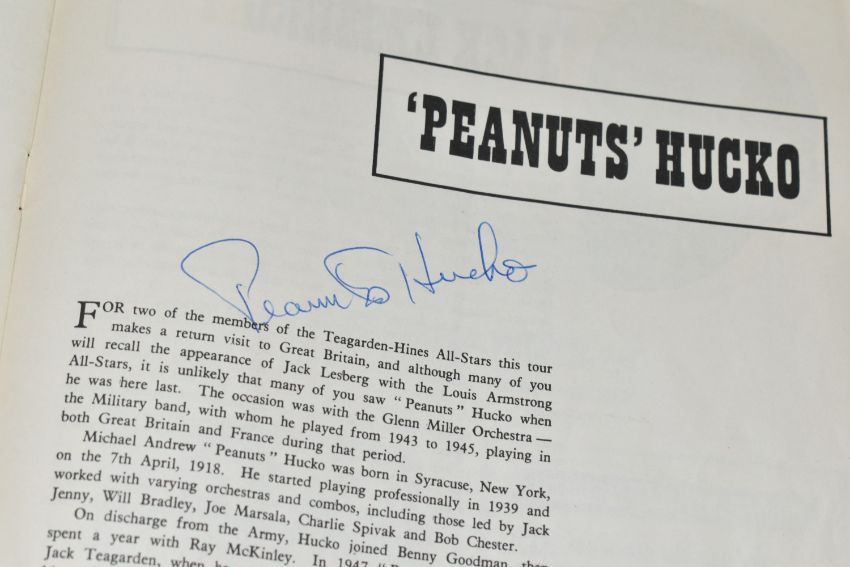 'PEANUTS' HUCKO
Peanuts Hucko
FOR two of the members of the Teagarden-Hines All-Stars this tour
makes a return visit to Great Britain, and although many of you
will recall the appearance of Jack Lesberg with the Louis Armstrong
All-Stars, it is unlikely that many of you saw "Peanuts" Hucko when
he was here last. The occasion was with the Glenn Miller Orchestra —
the Military band, with whom he played from 1943 to 1945, playing in
both Great Britain and France during that period.
Michael Andrew "Peanuts" Hucko was born in Syracuse, New York,
on the 7th April, 1918. He started playing professionally in 1939 and
worked with varying orchestras and combos, including those led by Jack
Jenny, Will Bradley, Joe Marsala, Charlie Spivak and Bob Chester.
On discharge from the Army, Hucko joined Benny Goodman, then
spent a year with Ray McKinley. In 1947
Jack Teagarden, when